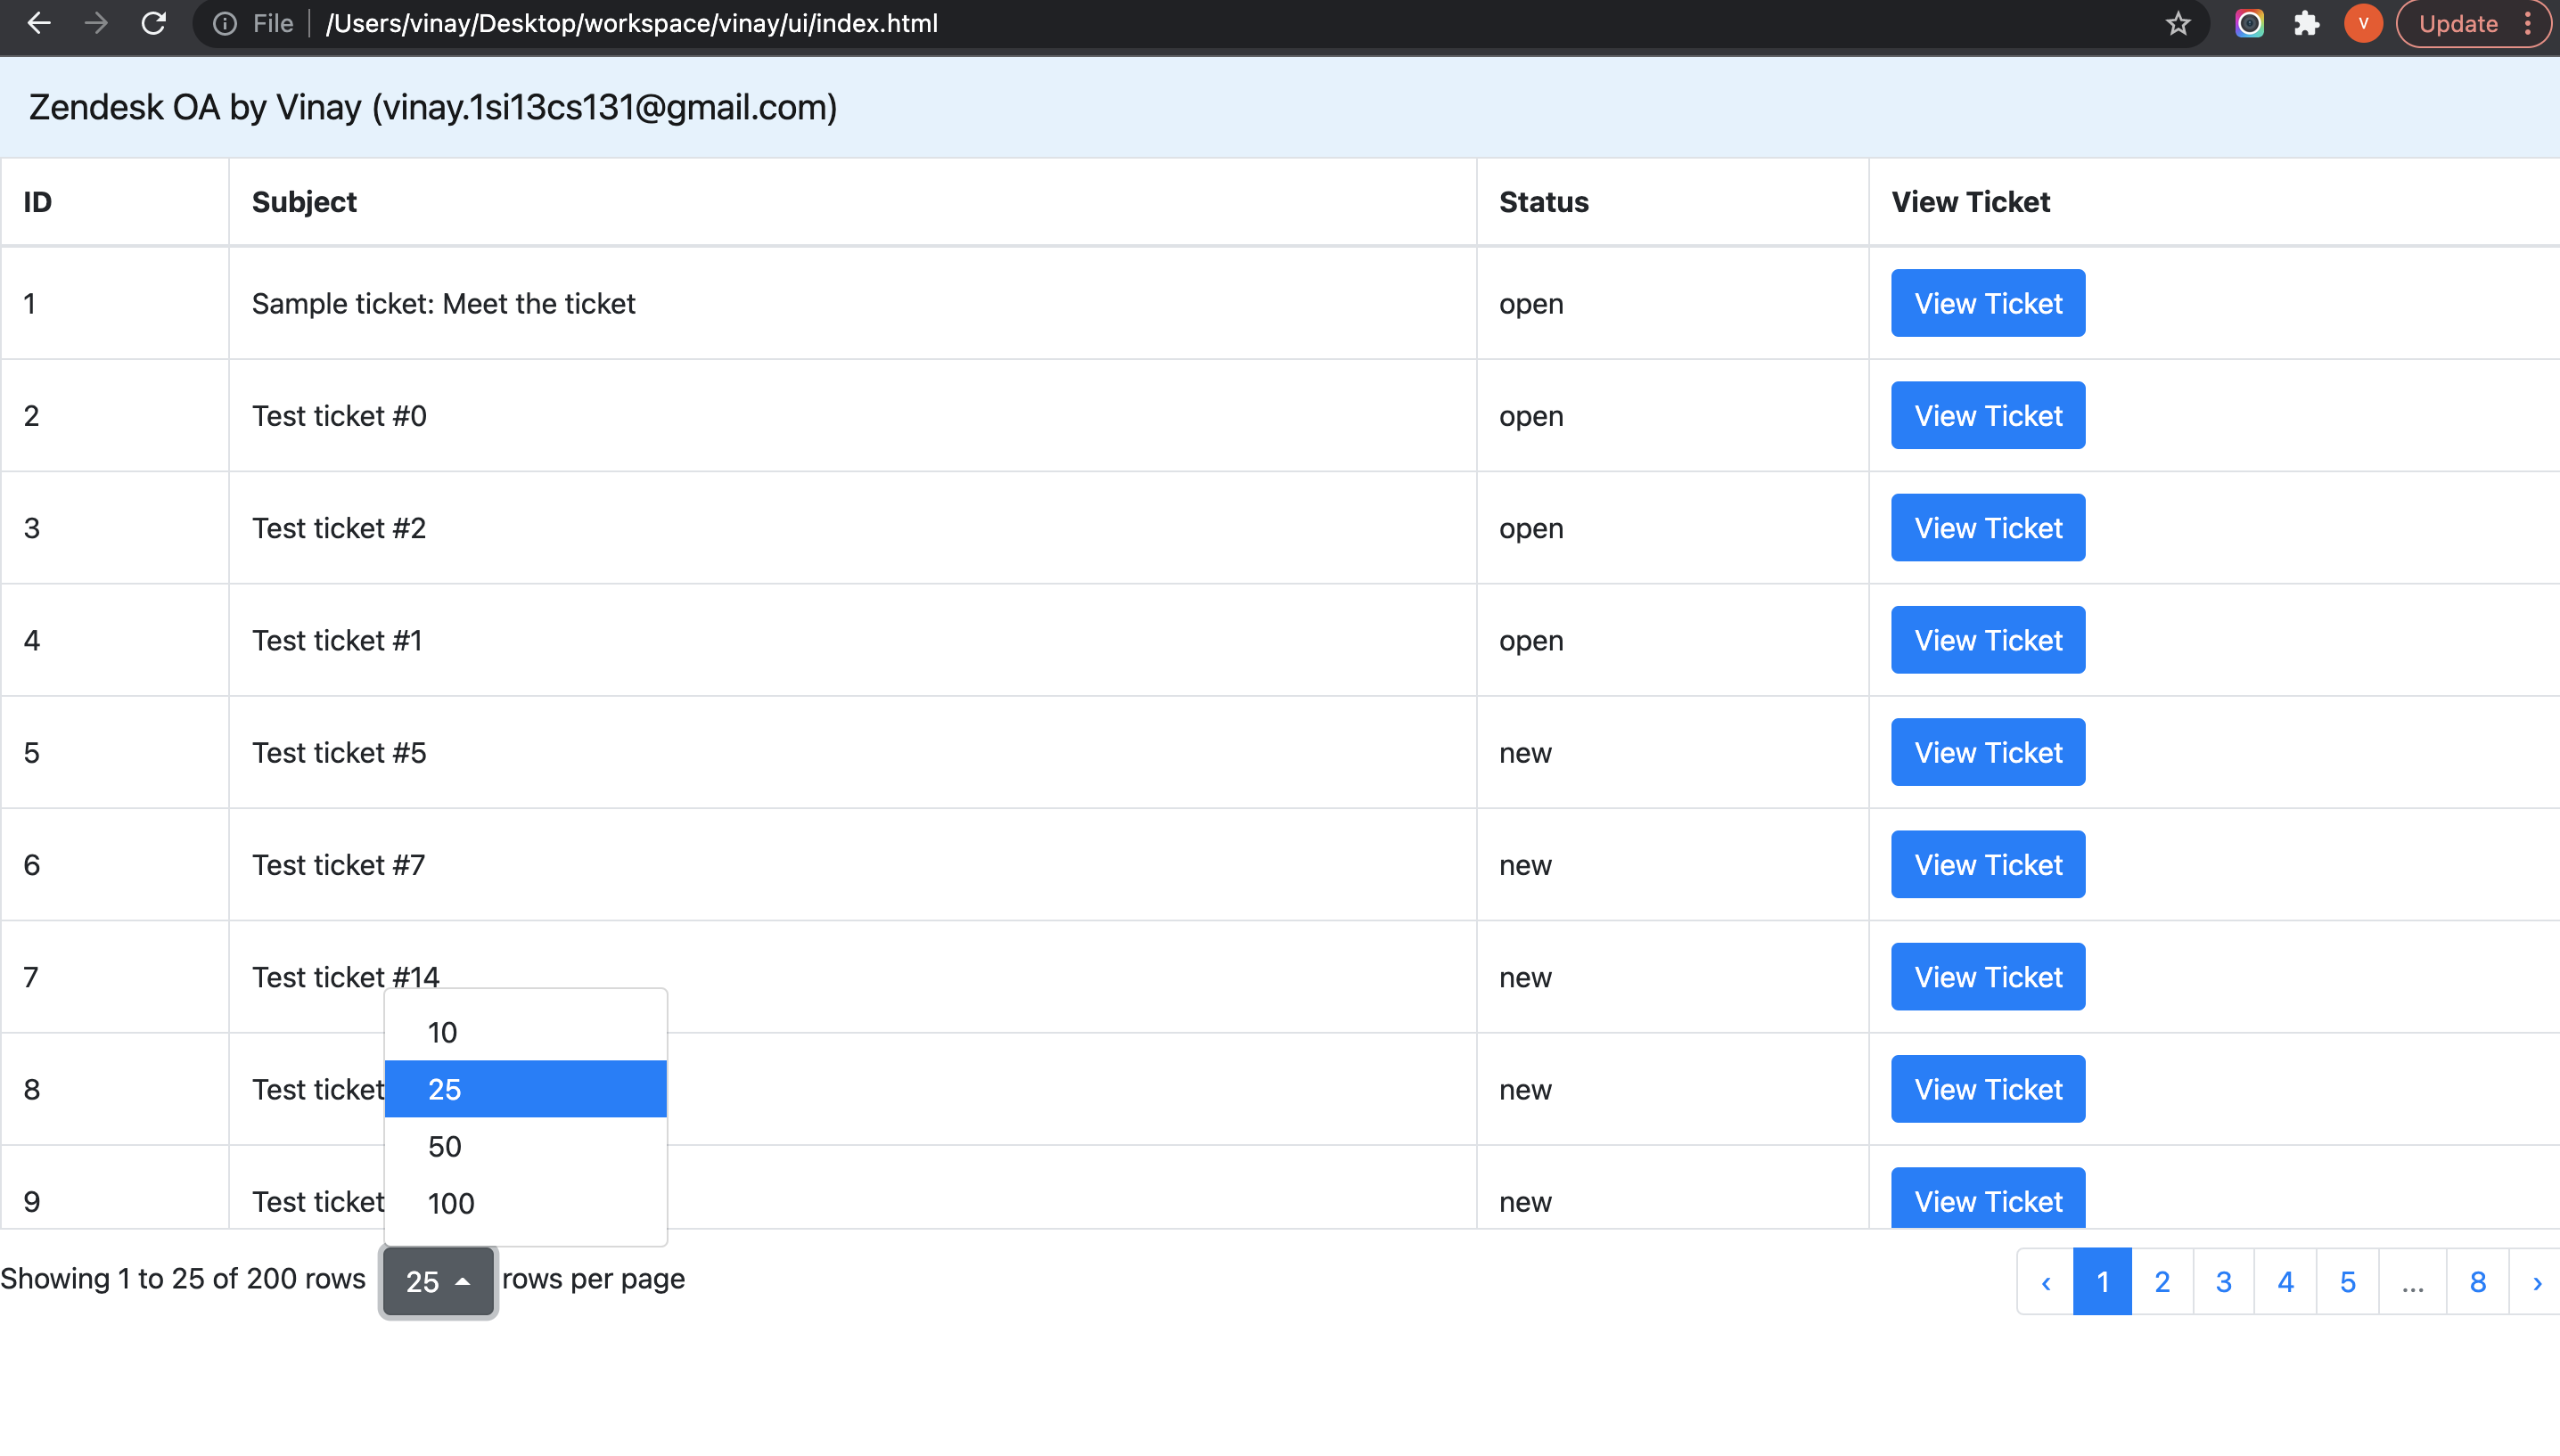 File /Users/vinay/Desktop/workspace/vinay/ui/index.html V Update
Zendesk OA by Vinay (vinay.1si13cs131@gmail.com)
ID Subject Status View Ticket
1 Sample ticket: Meet the ticket open View Ticket
2 Test ticket #0 open View Ticket
3 Test ticket #2 open View Ticket
4 Test ticket #1 open View Ticket
5 Test ticket #5 new View Ticket
6 Test ticket #7 new View Ticket
7 Test ticket #14 new View Ticket
10
8 Test ticket 25 new View Ticket
50
9 Test ticket 100 new View Ticket
Showing 1 to 25 of 200 rows 25 rows per page ‹ 1 2 3 4 5 ... 8 ›